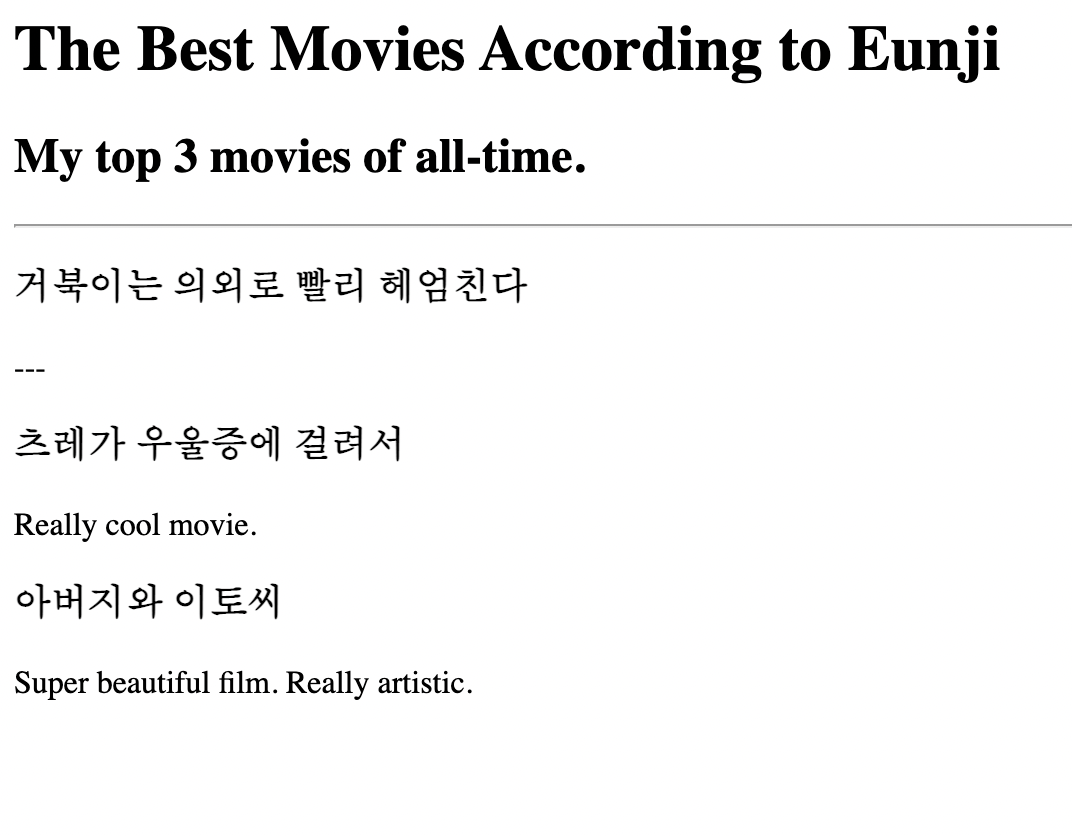 The Best Movies According to Eunji
My top 3 movies of all-time.
거북이는 의외로 빨리 헤엄친다
---
츠레가 우울증에 걸려서
Really cool movie.
아버지와 이토씨
Super beautiful film. Really artistic.